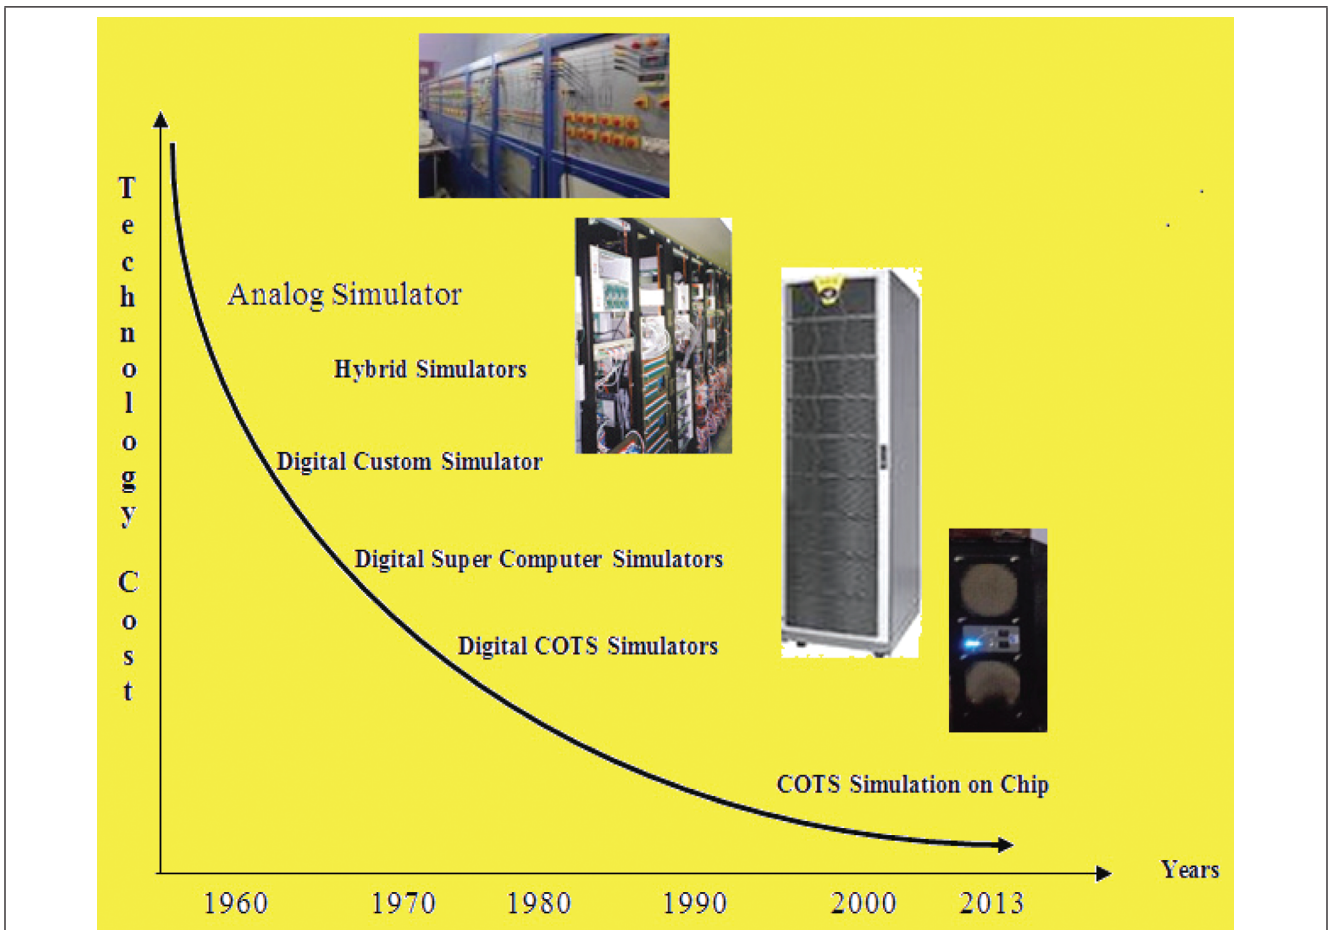 Technology Cost
Analog Simulator
Hybrid Simulators
Digital Custom Simulator
Digital Super Computer Simulators
Digital COTS Simulators
COTS Simulation on Chip
Years
1960 1970 1980 1990 2000 2013